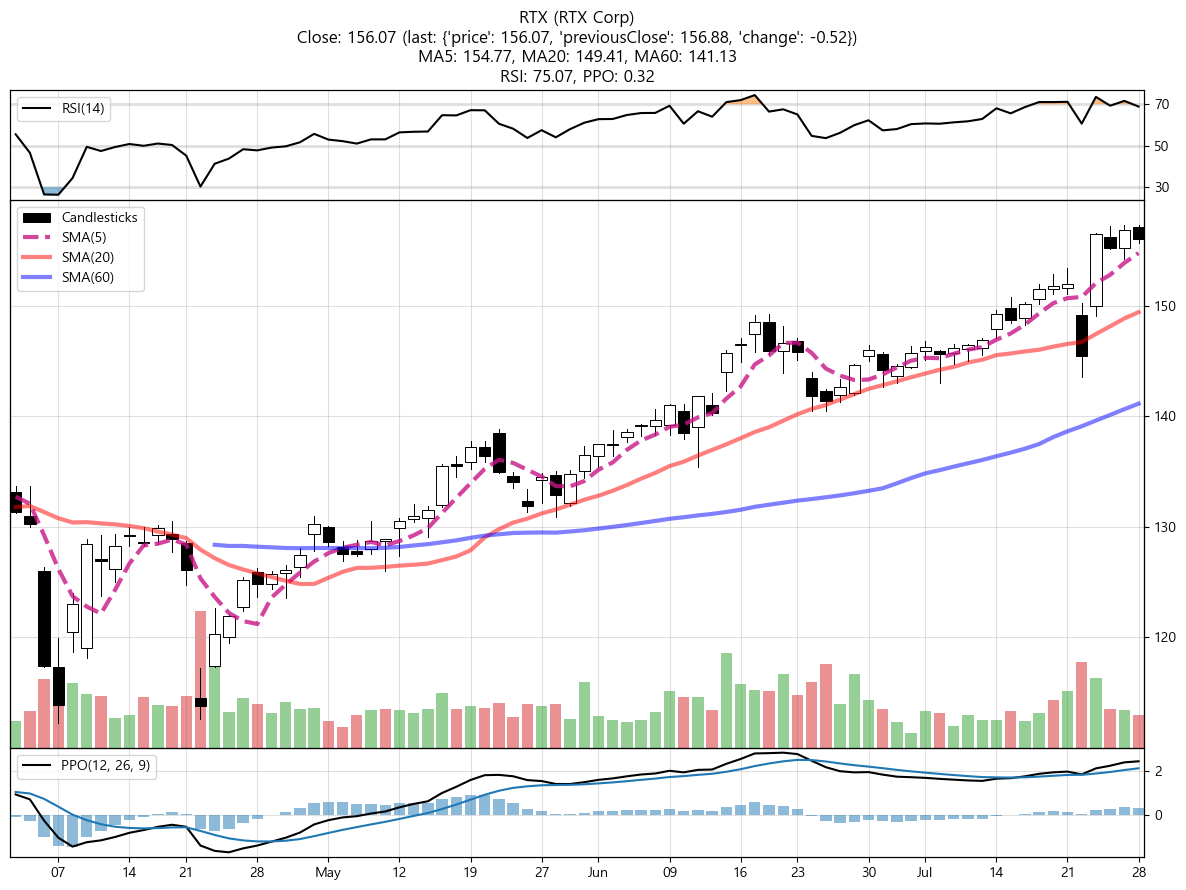 RTX (RTX Corp)
Close: 156.07 (last: {'price': 156.07, 'previousClose': 156.88, 'change': -0.52})
MA5: 154.77, MA20: 149.41, MA60: 141.13
RSI: 75.07, PPO: 0.32
RSI(14)
70
50
30
Candlesticks
SMA(5)
SMA(20)
SMA(60)
150
140
130
120
PPO(12, 26, 9)
2
0
07 14 21 28 May 12 19 27 Jun 09 16 23 30 Jul 14 21 28